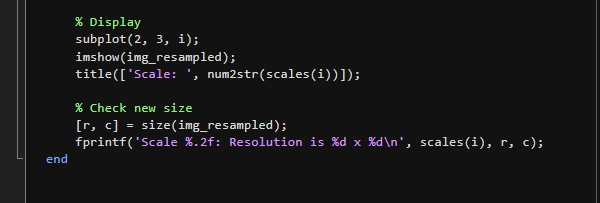 % Display
subplot(2, 3, i);
imshow(img_resampled);
title(['Scale: ', num2str(scales(i))]);
% Check new size
[r, c] = size(img_resampled);
fprintf('Scale %.2f: Resolution is %d x %d\n', scales(i), r, c);
end